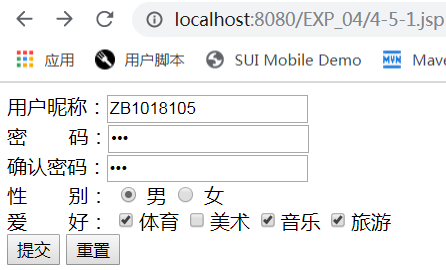 localhost:8080/EXP_04/4-5-1.jsp
应用 用户脚本 SUI Mobile Demo MVN Mave
用户昵称：ZB1018105
密 码：•••
确认密码：•••
性 别： 男 女
爱 好： 体育 美术 音乐 旅游
提交 重置